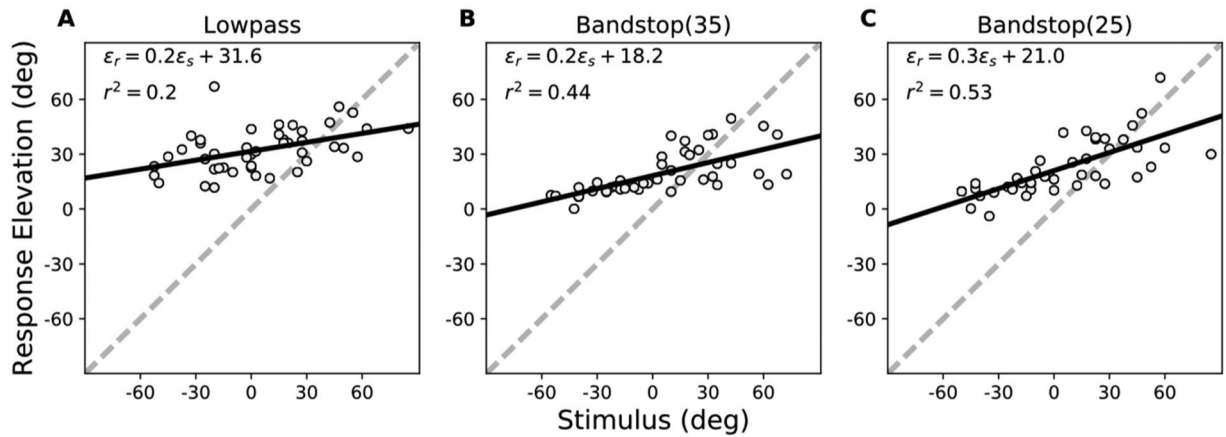 A Lowpass
B Bandstop(35)
C Bandstop(25)
εr = 0.2εs + 31.6
r² = 0.2
εr = 0.2εs + 18.2
r² = 0.44
εr = 0.3εs + 21.0
r² = 0.53
Response Elevation (deg)
60
30
0
-30
-60
60
30
0
-30
-60
60
30
0
-30
-60
-60 -30 0 30 60
-60 -30 0 30 60
-60 -30 0 30 60
Stimulus (deg)